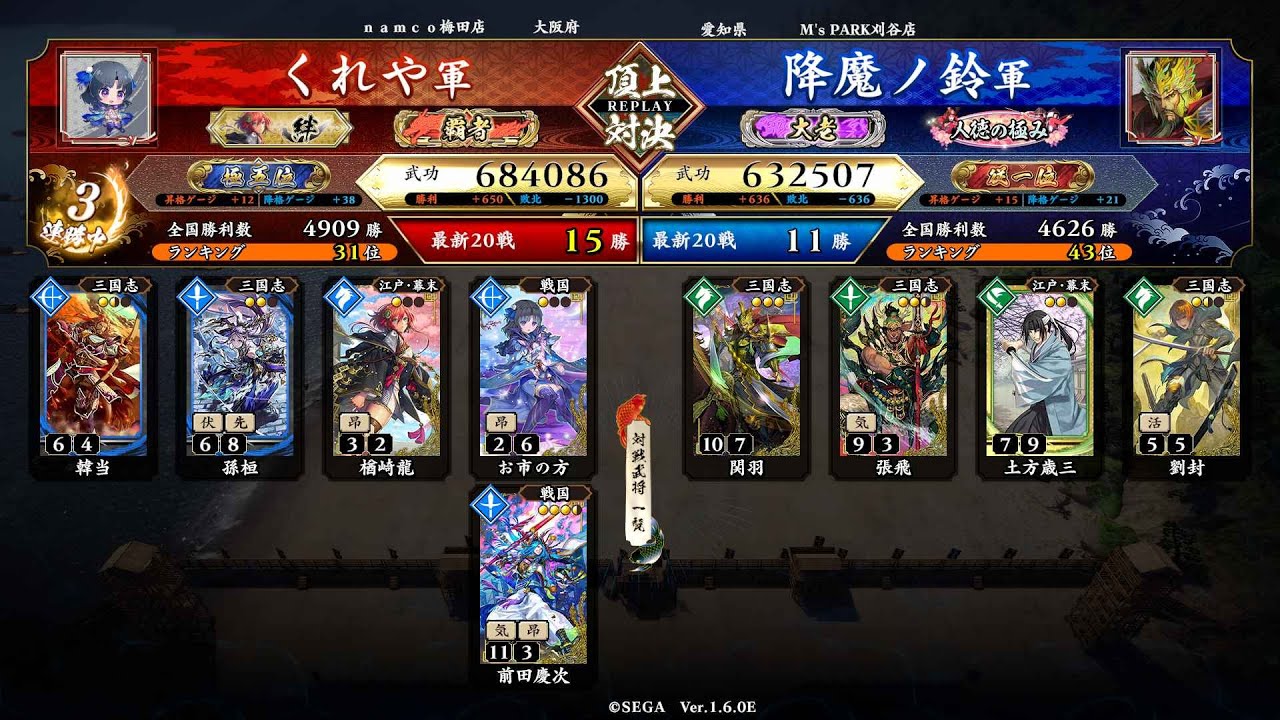 ｎａｍｃｏ梅田店 大阪府 愛知県 M's PARK刈谷店
くれや軍 頂上 REPLAY 対決 降魔ノ鈴軍
絆 覇者 大老 人徳の極み
極王位 武功 684086 武功 632507 従一位
昇格ゲージ +12 降格ゲージ +38 勝利 +650 敗北 -1300 勝利 +636 敗北 -636 昇格ゲージ +15 降格ゲージ +21
3連勝中
全国勝利数 4909勝 最新20戦 15勝 最新20戦 11勝 全国勝利数 4626勝
ランキング 31位 ランキング 43位
三国志 三国志 江戸・幕末 戦国 三国志 三国志 江戸・幕末 三国志
伏 先 昂 昂 気 活
6 4 6 8 3 2 2 6 10 7 9 3 7 9 5 5
韓当 孫桓 楢崎龍 お市の方 関羽 張飛 土方歳三 劉封
対戦武将一覧
戦国
気 昂
11 3
前田慶次
©SEGA Ver.1.6.0E